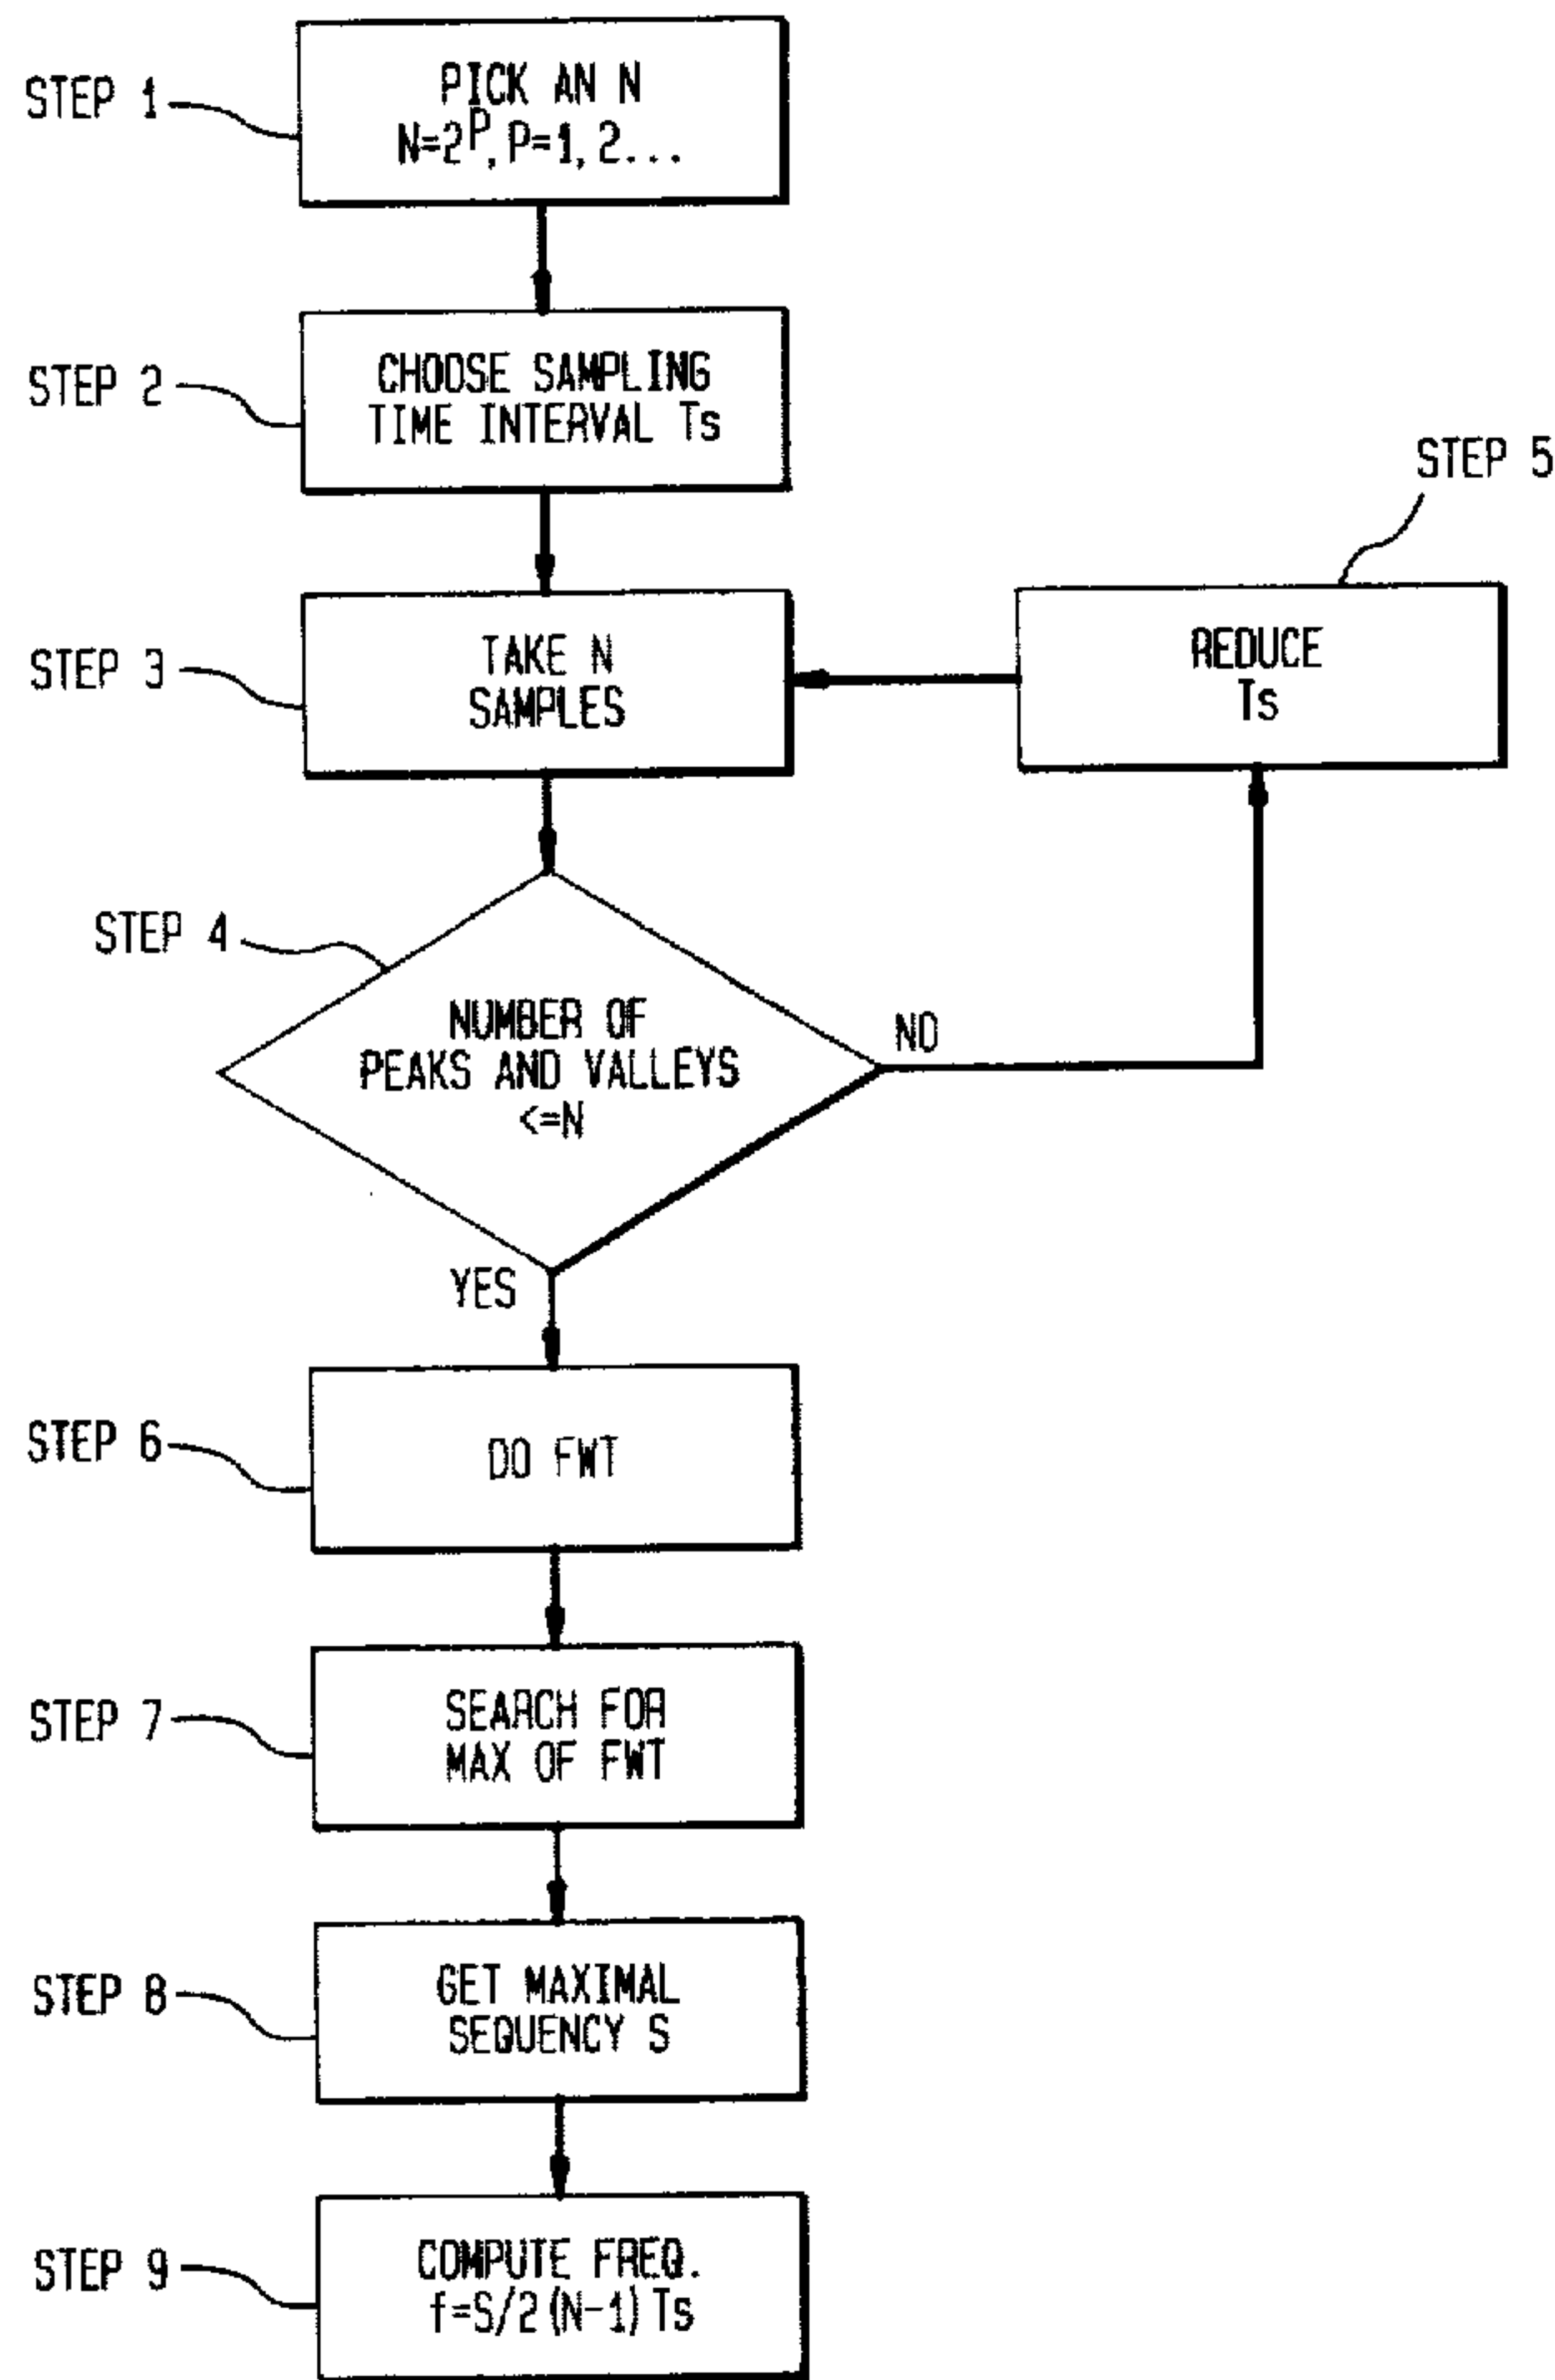 STEP 1
PICK AN N
N=2^P, P=1, 2...
STEP 2
CHOOSE SAMPLING
TIME INTERVAL Ts
STEP 3
TAKE N
SAMPLES
STEP 5
REDUCE
Ts
STEP 4
NUMBER OF
PEAKS AND VALLEYS
<=N
NO
YES
STEP 6
DO FWT
STEP 7
SEARCH FOR
MAX OF FWT
STEP 8
GET MAXIMAL
SEQUENCY S
STEP 9
COMPUTE FREQ.
f=S/2(N-1)Ts